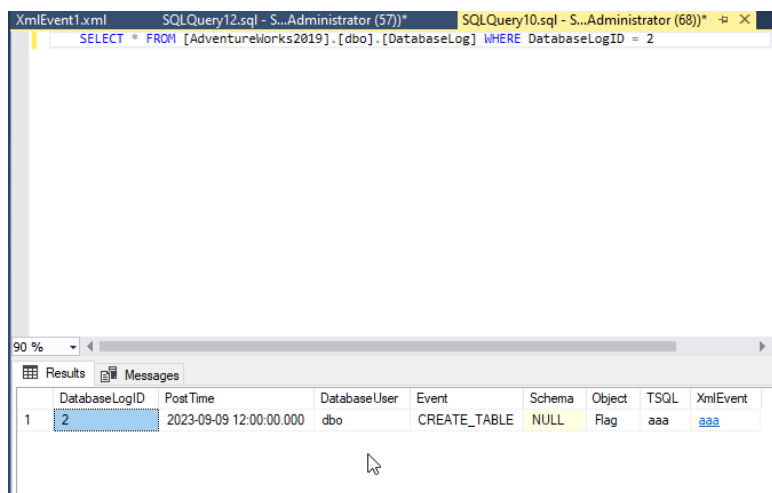 XmlEvent1.xml SQLQuery12.sql - S...Administrator (57))* SQLQuery10.sql - S...Administrator (68))*
SELECT * FROM [AdventureWorks2019].[dbo].[DatabaseLog] WHERE DatabaseLogID = 2
90 %
Results Messages
DatabaseLogID PostTime DatabaseUser Event Schema Object TSQL XmlEvent
1 2 2023-09-09 12:00:00.000 dbo CREATE_TABLE NULL Flag aaa aaa